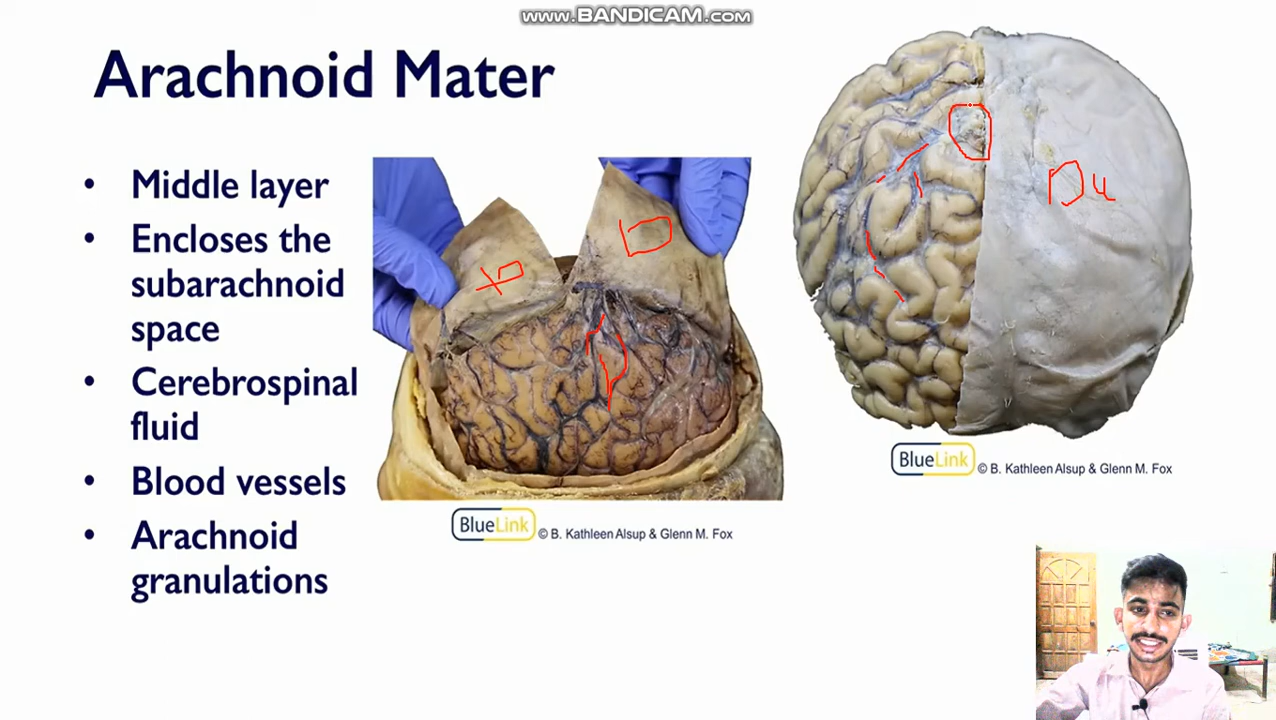 www.BANDICAM.com
Arachnoid Mater
• Middle layer
• Encloses the
subarachnoid
space
• Cerebrospinal
fluid
• Blood vessels
• Arachnoid
granulations
Du
BlueLink © B. Kathleen Alsup & Glenn M. Fox
BlueLink © B. Kathleen Alsup & Glenn M. Fox